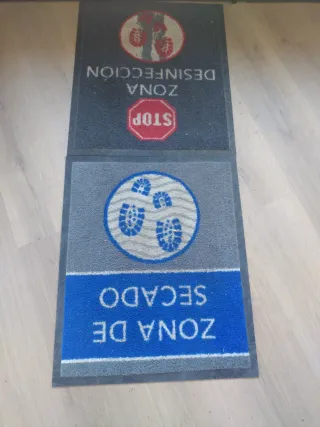 STOP
ZONA
DESINFECCIÓN
ZONA DE
SECADO